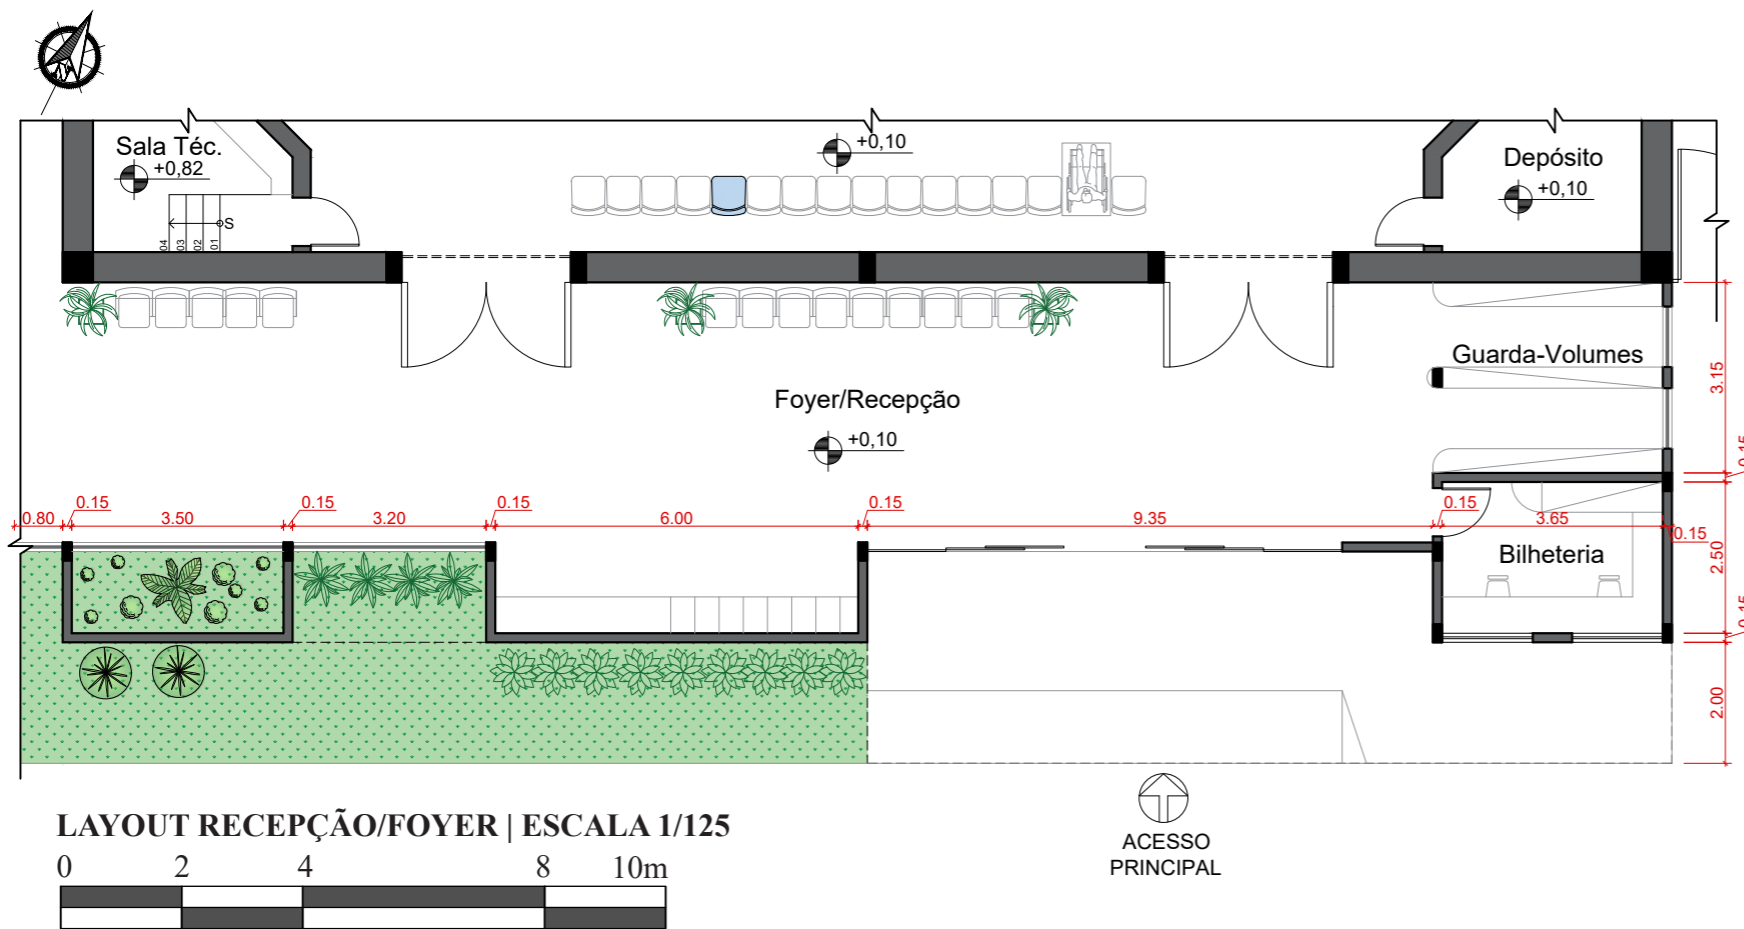 Sala Téc.
+0,82
S
04
03
02
01
+0,10
Depósito
+0,10
Guarda-Volumes
Foyer/Recepção
+0,10
3.15
0.15
0.80
0.15
3.50
0.15
3.20
0.15
6.00
0.15
9.35
0.15
3.65
0.15
Bilheteria
2.50
0.15
2.00
ACESSO
PRINCIPAL
LAYOUT RECEPÇÃO/FOYER | ESCALA 1/125
0 2 4 8 10m